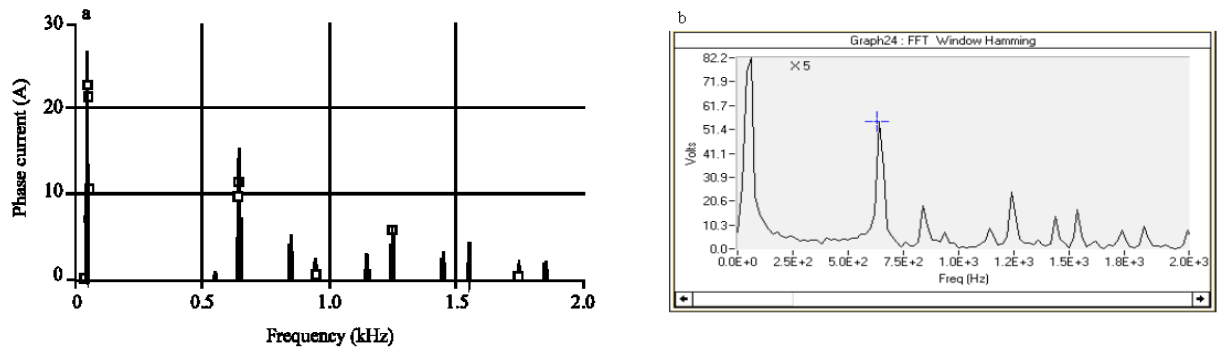 a
30
20
10
0
0
0.5
1.0
1.5
2.0
Phase current (A)
Frequency (kHz)
b
Graph24 : FFT Window Hamming
×5
82.2
71.9
61.7
51.4
41.1
30.9
20.6
10.3
0.0
Volts
0.0E+0 2.5E+2 5.0E+2 7.5E+2 1.0E+3 1.2E+3 1.5E+3 1.8E+3 2.0E+3
Freq (Hz)